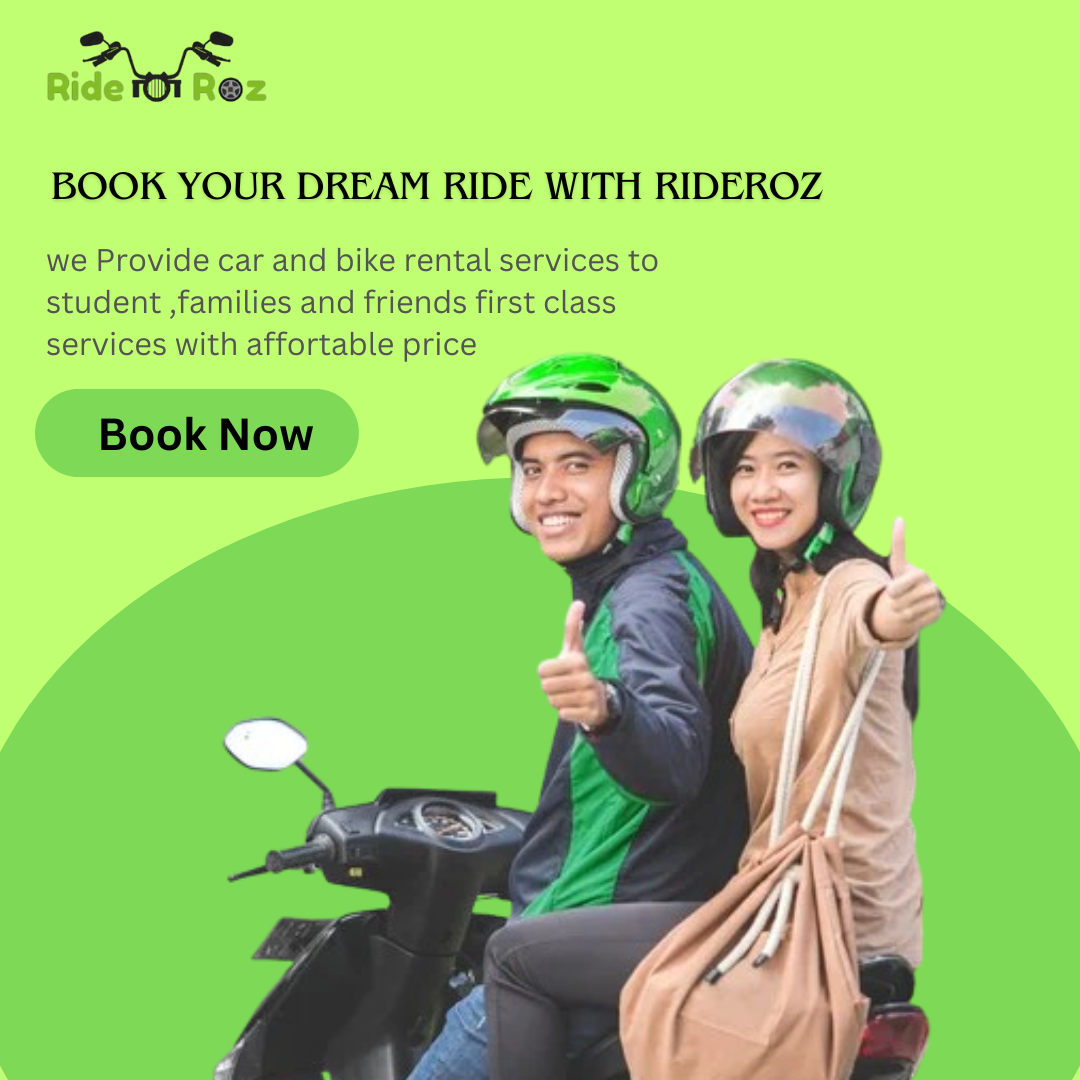 Ride Roz
BOOK YOUR DREAM RIDE WITH RIDEROZ
we Provide car and bike rental services to
student ,families and friends first class
services with affortable price
Book Now